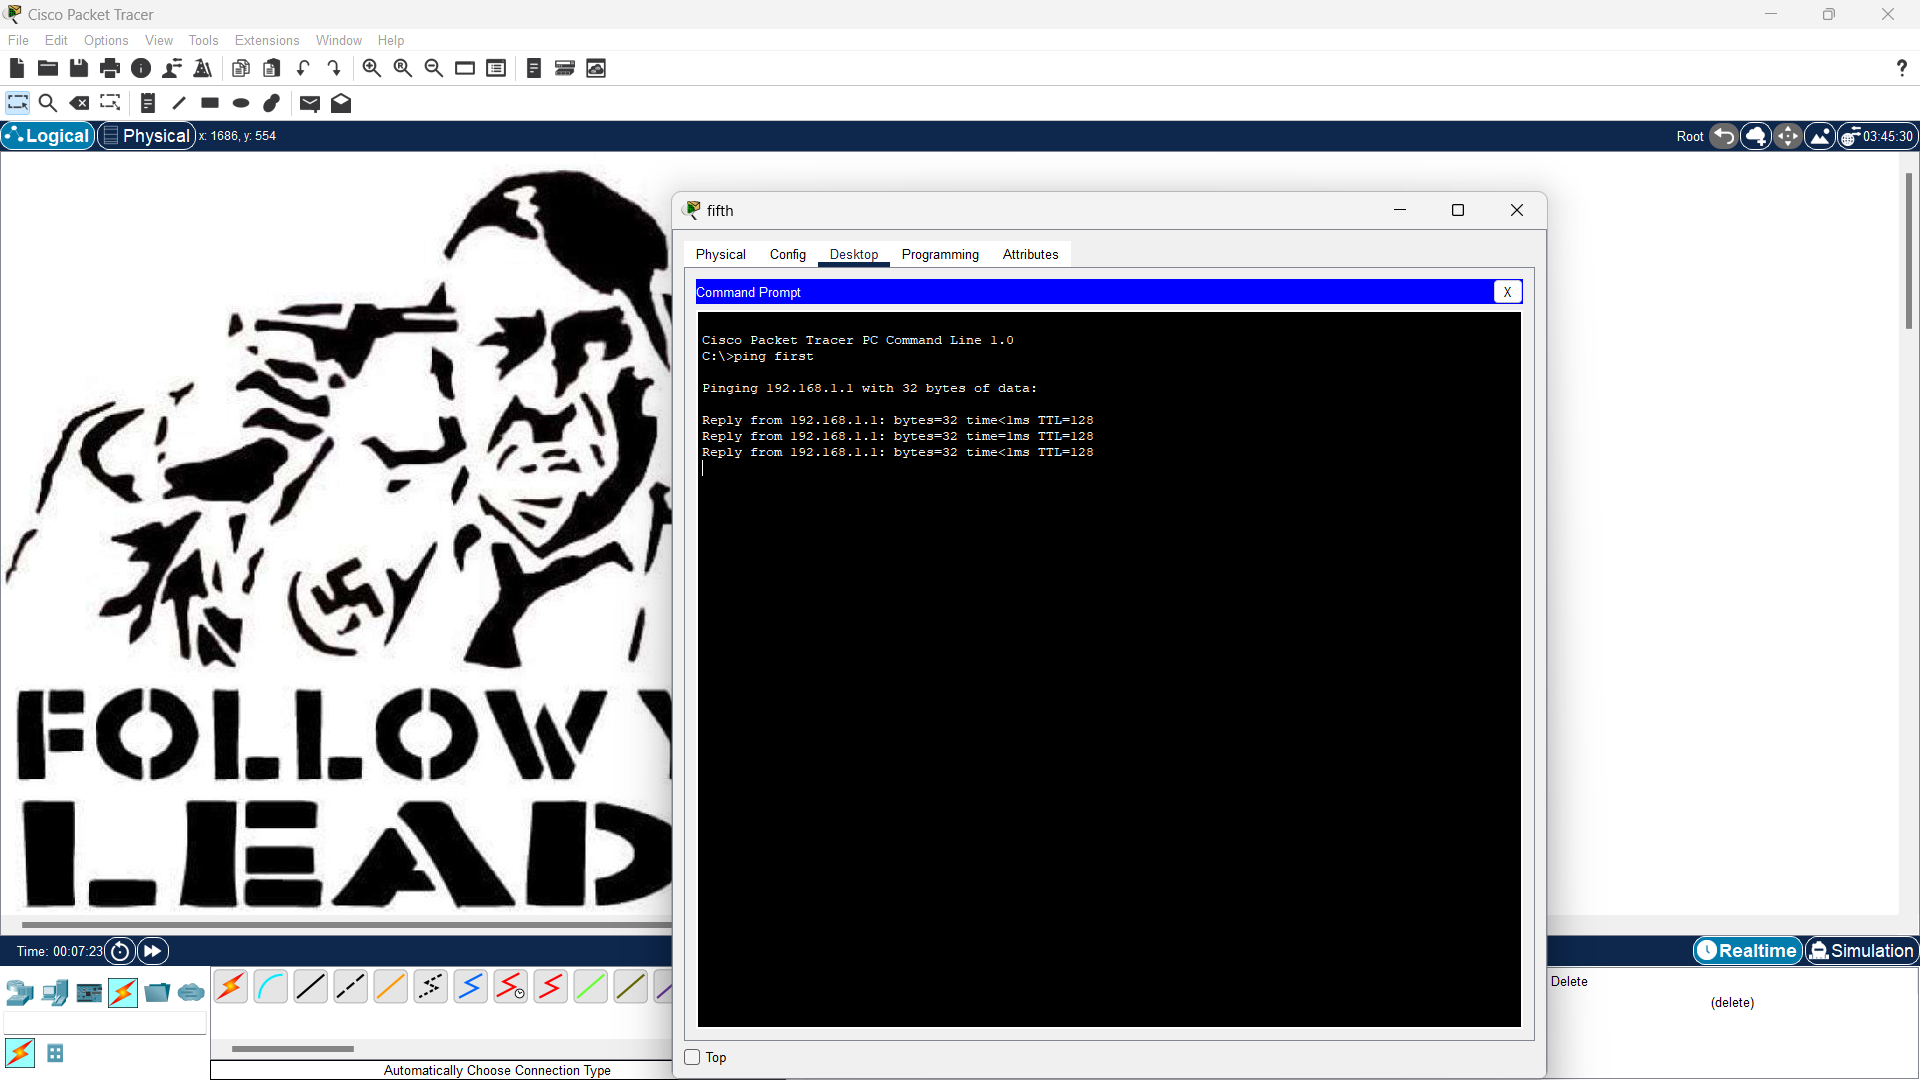 Cisco Packet Tracer
File Edit Options View Tools Extensions Window Help
Logical Physical x: 1686, y: 554 Root 03:45:30
fifth
Physical Config Desktop Programming Attributes
Command Prompt X
Cisco Packet Tracer PC Command Line 1.0
C:\>ping first
Pinging 192.168.1.1 with 32 bytes of data:
Reply from 192.168.1.1: bytes=32 time<1ms TTL=128
Reply from 192.168.1.1: bytes=32 time=1ms TTL=128
Reply from 192.168.1.1: bytes=32 time<1ms TTL=128
FOLLOW
LEAD
Time: 00:07:23 Realtime Simulation
Delete
(delete)
Top
Automatically Choose Connection Type